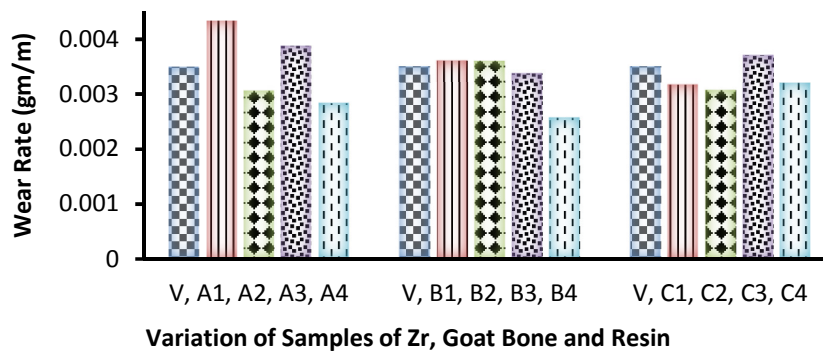 Wear Rate (gm/m)
0.004
0.003
0.002
0.001
0
V, A1, A2, A3, A4
V, B1, B2, B3, B4
V, C1, C2, C3, C4
Variation of Samples of Zr, Goat Bone and Resin